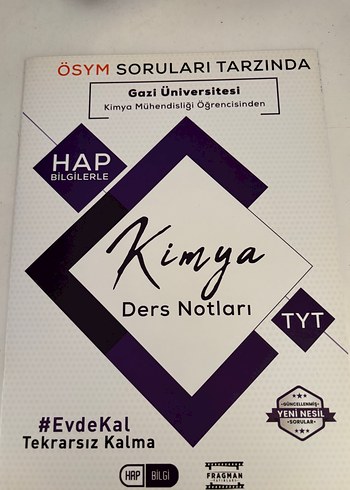 ÖSYM SORULARI TARZINDA
Gazi Üniversitesi
Kimya Mühendisliği Öğrencisinden
HAP
BİLGİLERLE
Kimya
Ders Notları
TYT
#EvdeKal
Tekrarsız Kalma
GÜNCELLENMİŞ
YENİ NESİL
SORULAR
HAP BİLGİ
FRAGMAN
YAYINLARI